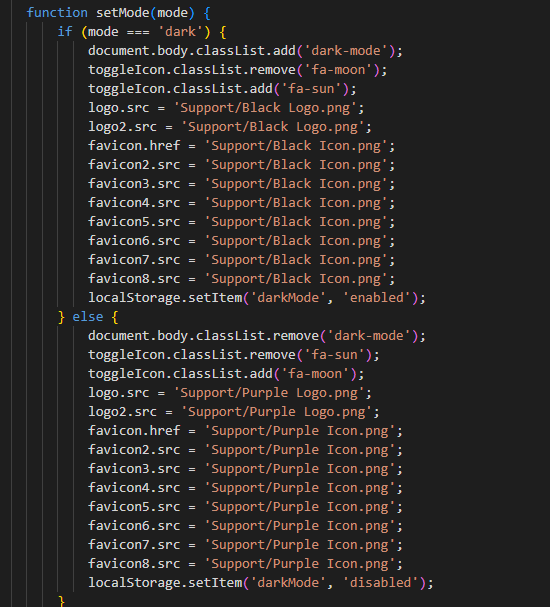 function setMode(mode) {
if (mode === 'dark') {
document.body.classList.add('dark-mode');
toggleIcon.classList.remove('fa-moon');
toggleIcon.classList.add('fa-sun');
logo.src = 'Support/Black Logo.png';
logo2.src = 'Support/Black Logo.png';
favicon.href = 'Support/Black Icon.png';
favicon2.src = 'Support/Black Icon.png';
favicon3.src = 'Support/Black Icon.png';
favicon4.src = 'Support/Black Icon.png';
favicon5.src = 'Support/Black Icon.png';
favicon6.src = 'Support/Black Icon.png';
favicon7.src = 'Support/Black Icon.png';
favicon8.src = 'Support/Black Icon.png';
localStorage.setItem('darkMode', 'enabled');
} else {
document.body.classList.remove('dark-mode');
toggleIcon.classList.remove('fa-sun');
toggleIcon.classList.add('fa-moon');
logo.src = 'Support/Purple Logo.png';
logo2.src = 'Support/Purple Logo.png';
favicon.href = 'Support/Purple Icon.png';
favicon2.src = 'Support/Purple Icon.png';
favicon3.src = 'Support/Purple Icon.png';
favicon4.src = 'Support/Purple Icon.png';
favicon5.src = 'Support/Purple Icon.png';
favicon6.src = 'Support/Purple Icon.png';
favicon7.src = 'Support/Purple Icon.png';
favicon8.src = 'Support/Purple Icon.png';
localStorage.setItem('darkMode', 'disabled');
}